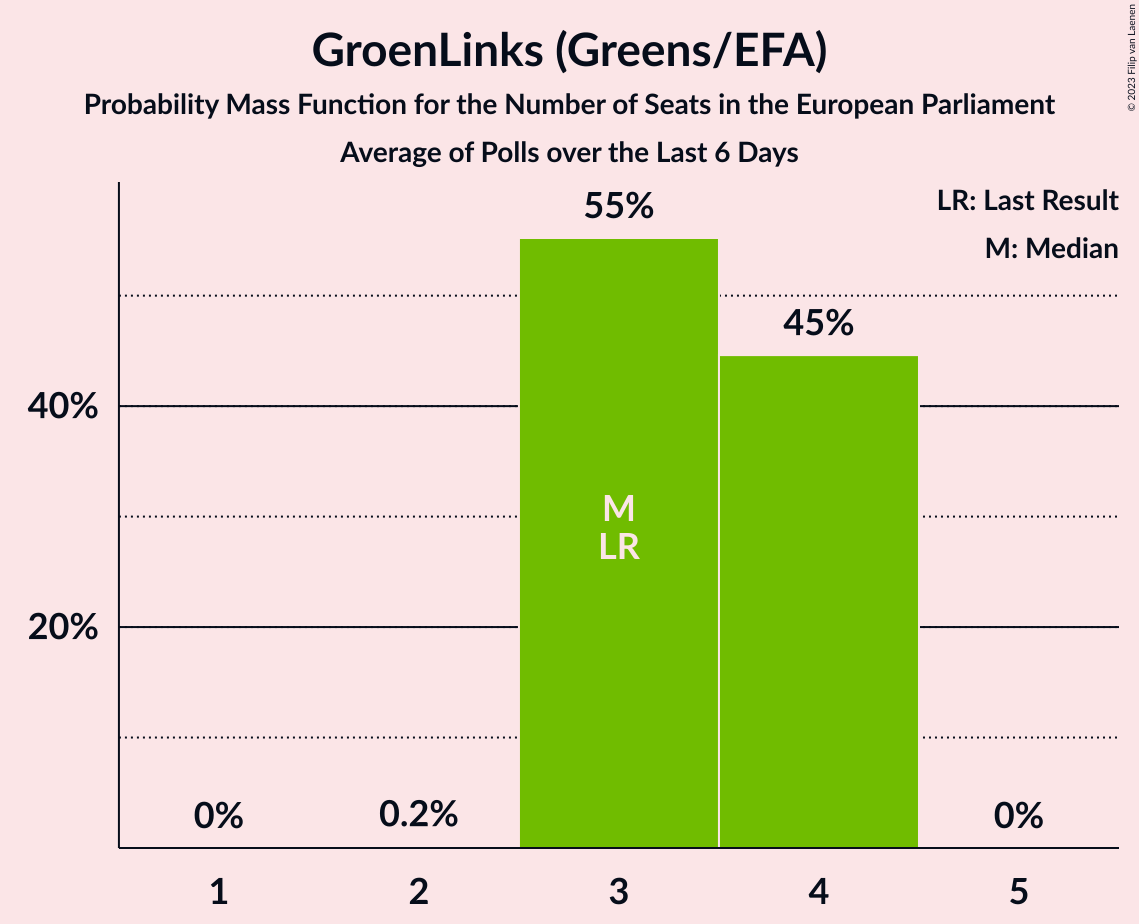 GroenLinks (Greens/EFA)
Probability Mass Function for the Number of Seats in the European Parliament
Average of Polls over the Last 6 Days
© 2023 Filip van Laenen
LR: Last Result
M: Median
55%
45%
40%
M
LR
20%
0%
0.2%
0%
1
2
3
4
5